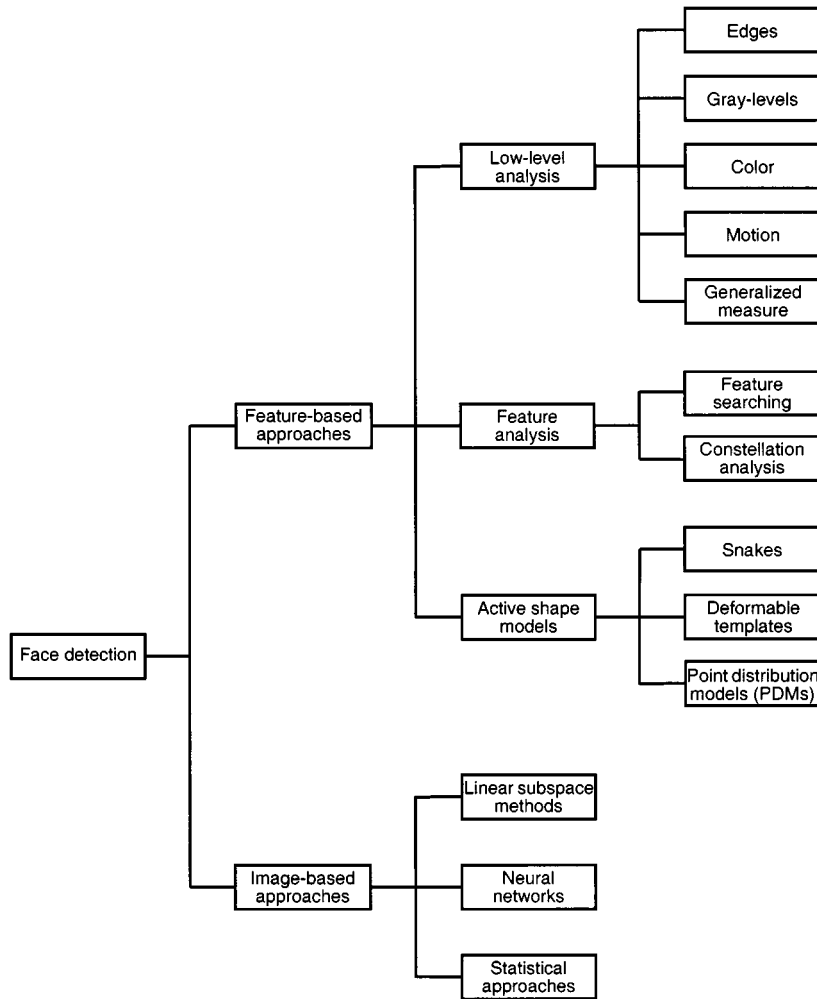 Edges
Gray-levels
Low-level
analysis
Color
Motion
Generalized
measure
Feature
searching
Feature-based
approaches
Feature
analysis
Constellation
analysis
Snakes
Active shape
models
Deformable
templates
Face detection
Point distribution
models (PDMs)
Linear subspace
methods
Image-based
approaches
Neural
networks
Statistical
approaches